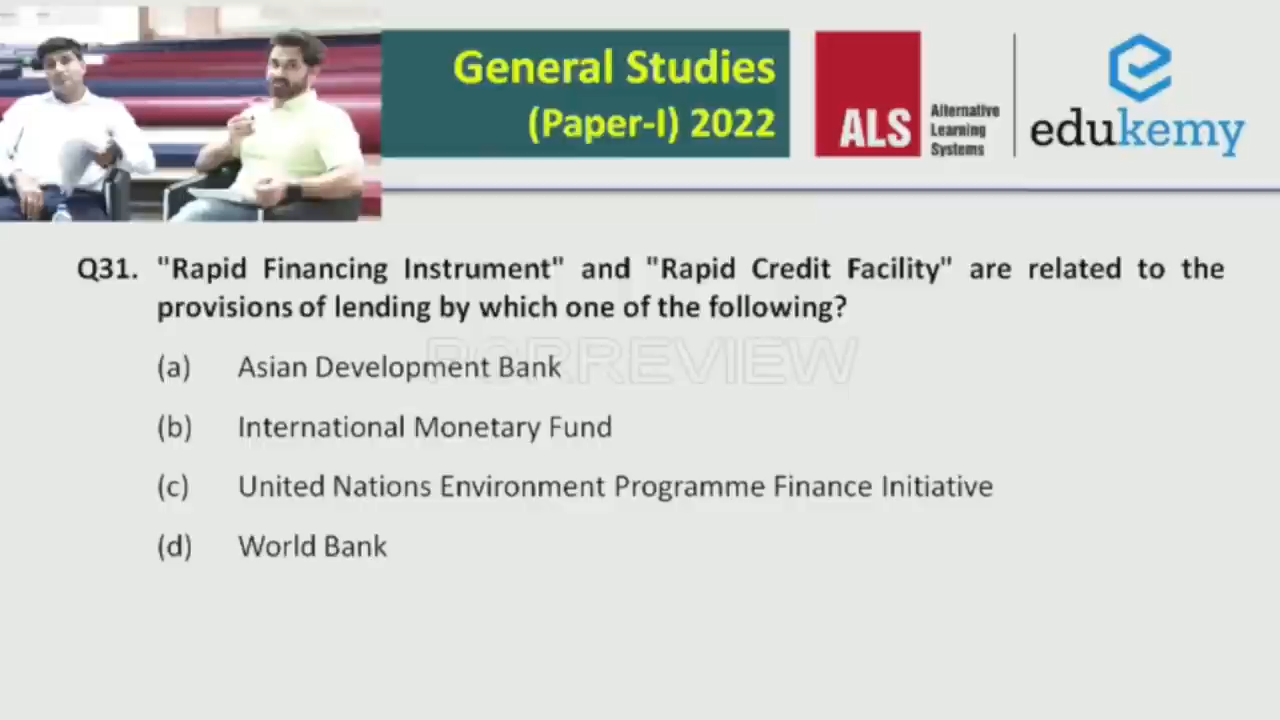 General Studies
(Paper-I) 2022
ALS
Alternative
Learning
Systems
edukemy
Q31. "Rapid Financing Instrument" and "Rapid Credit Facility" are related to the
provisions of lending by which one of the following?
PORREVIEW
(a) Asian Development Bank
(b) International Monetary Fund
(c) United Nations Environment Programme Finance Initiative
(d) World Bank